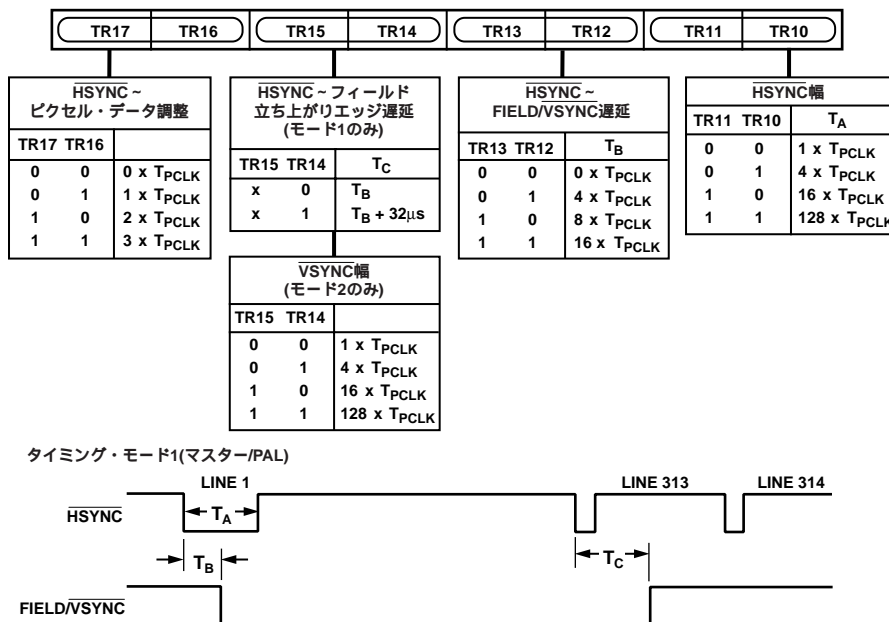 TR17 TR16 TR15 TR14 TR13 TR12 TR11 TR10
HSYNC ~
ピクセル・データ調整
TR17 TR16
0 0 0 x TPCLK
0 1 1 x TPCLK
1 0 2 x TPCLK
1 1 3 x TPCLK
HSYNC ~ フィールド
立ち上がりエッジ遅延
(モード1のみ)
TR15 TR14 TC
x 0 TB
x 1 TB + 32μs
VSYNC幅
(モード2のみ)
TR15 TR14
0 0 1 x TPCLK
0 1 4 x TPCLK
1 0 16 x TPCLK
1 1 128 x TPCLK
HSYNC ~
FIELD/VSYNC遅延
TR13 TR12 TB
0 0 0 x TPCLK
0 1 4 x TPCLK
1 0 8 x TPCLK
1 1 16 x TPCLK
HSYNC幅
TR11 TR10 TA
0 0 1 x TPCLK
0 1 4 x TPCLK
1 0 16 x TPCLK
1 1 128 x TPCLK
タイミング・モード1(マスター/PAL)
LINE 1 LINE 313 LINE 314
HSYNC
TA
TB
TC
FIELD/VSYNC